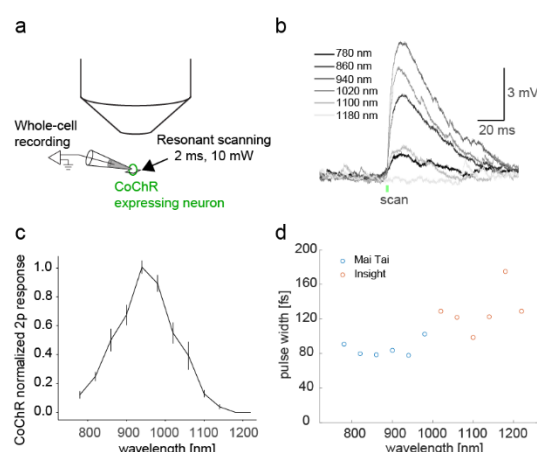 a
Whole-cell
recording
Resonant scanning
2 ms, 10 mW
CoChR
expressing neuron
b
780 nm
860 nm
940 nm
1020 nm
1100 nm
1180 nm
3 mV
20 ms
scan
c
CoChR normalized 2p response
1.0
0.8
0.6
0.4
0.2
0.0
800
900
1000
1100
1200
wavelength [nm]
d
Mai Tai
Insight
pulse width [fs]
200
160
120
80
40
0
800
900
1000
1100
1200
wavelength [nm]